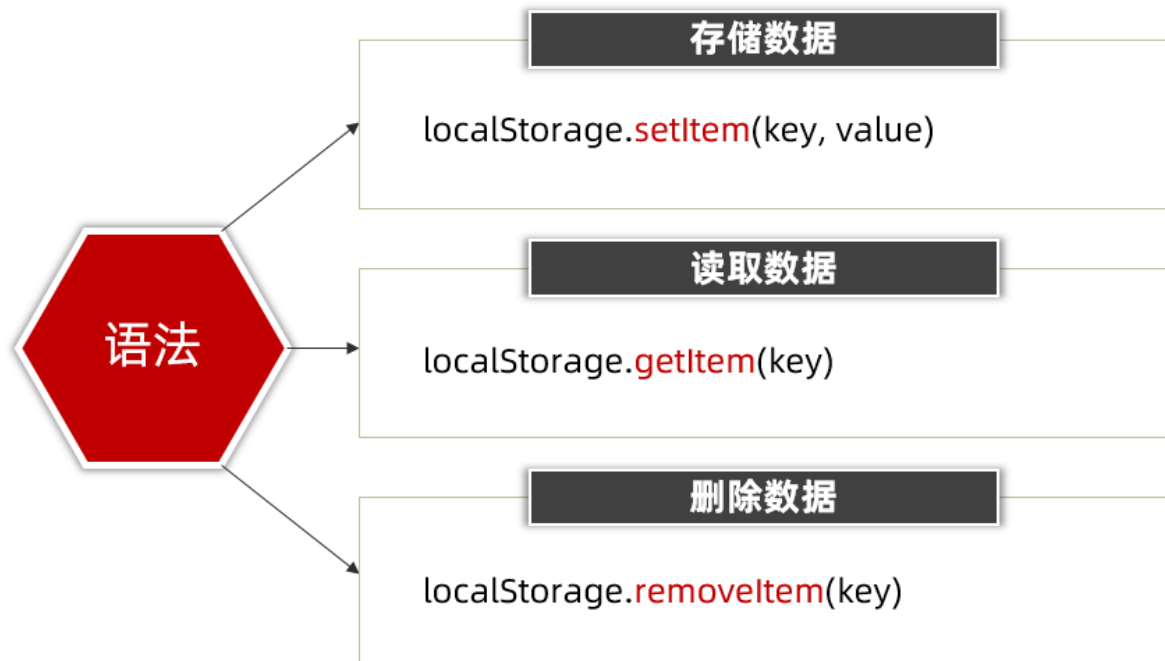 存储数据
localStorage.setItem(key, value)
语法
读取数据
localStorage.getItem(key)
删除数据
localStorage.removeItem(key)